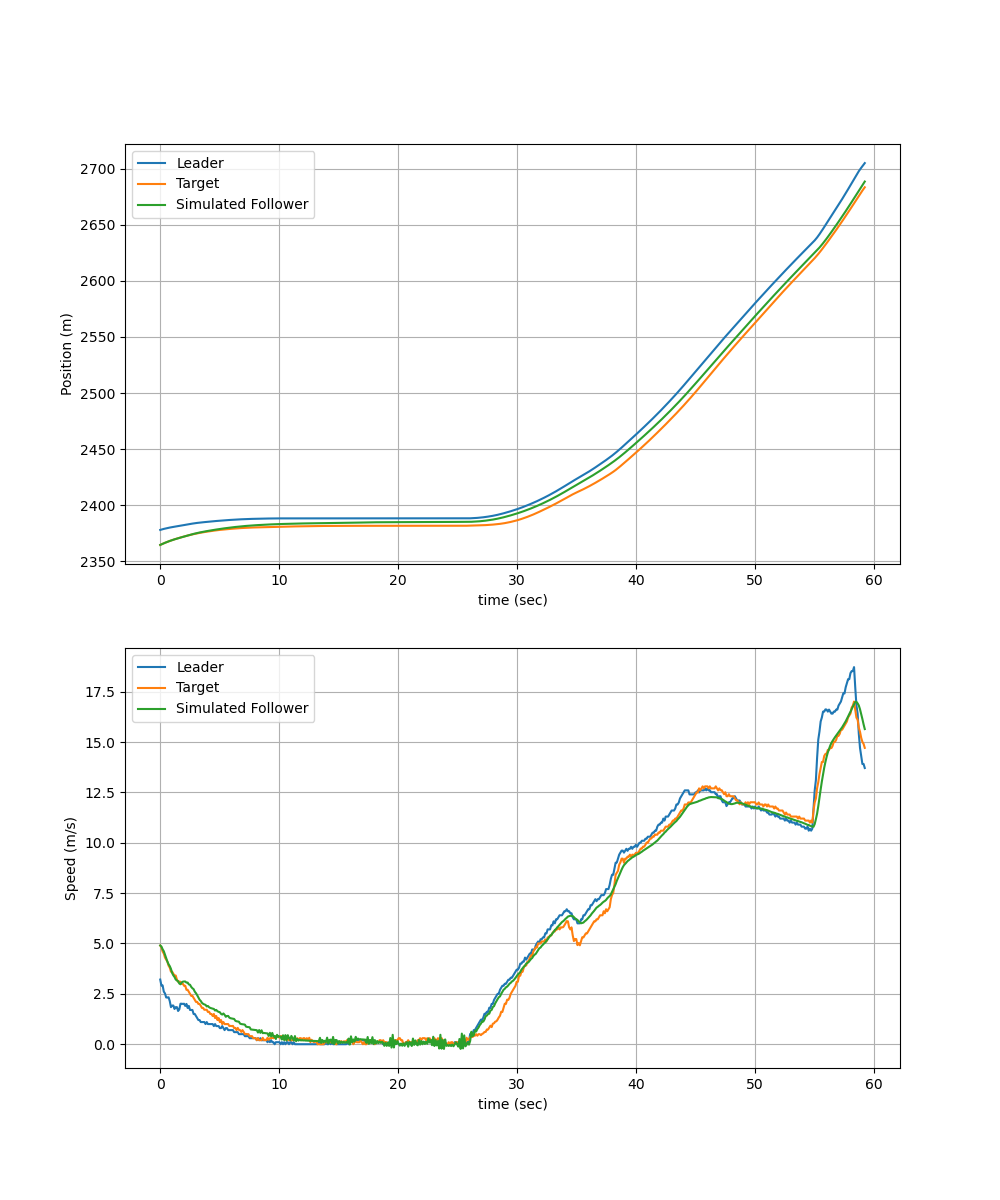 Leader
Target
Simulated Follower
2700
2650
2600
2550
2500
2450
2400
2350
Position (m)
0 10 20 30 40 50 60
time (sec)
Leader
Target
Simulated Follower
17.5
15.0
12.5
10.0
7.5
5.0
2.5
0.0
Speed (m/s)
0 10 20 30 40 50 60
time (sec)